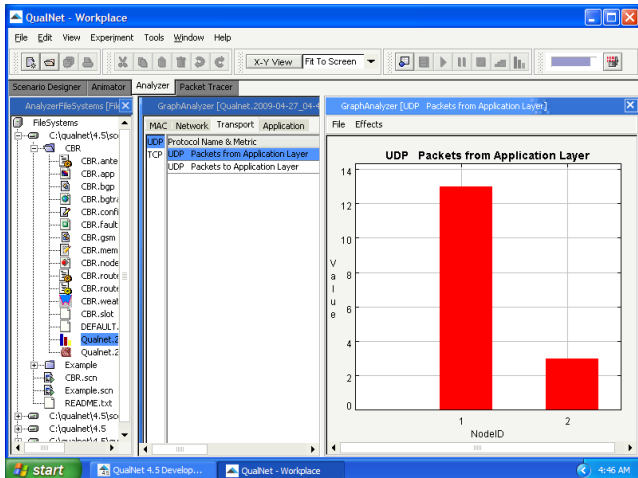 QualNet - Workplace
File Edit View Experiment Tools Window Help
X-Y View Fit To Screen
Scenario Designer Animator Analyzer Packet Tracer
AnalyzerFileSystems [File
FileSystems
C:\qualnet\4.5\sce
CBR
CBR.ante
CBR.app
CBR.bgp
CBR.bgtra
CBR.confi
CBR.fault
CBR.gsm
CBR.mem
CBR.node
CBR.route
CBR.route
CBR.weat
CBR.slot
DEFAULT.
Qualnet.2
Qualnet.2
Example
CBR.scn
Example.scn
README.txt
C:\qualnet\4.5\sce
C:\qualnet\4.5
GraphAnalyzer [Qualnet.2009-04-27_04-4
MAC Network Transport Application
UDP
TCP
Protocol Name & Metric
UDP Packets from Application Layer
UDP Packets to Application Layer
GraphAnalyzer [UDP Packets from Application Layer]
File Effects
UDP Packets from Application Layer
Value
14
12
10
8
6
4
2
0
1 2
NodeID
start
QualNet 4.5 Develop...
QualNet - Workplace
4:46 AM